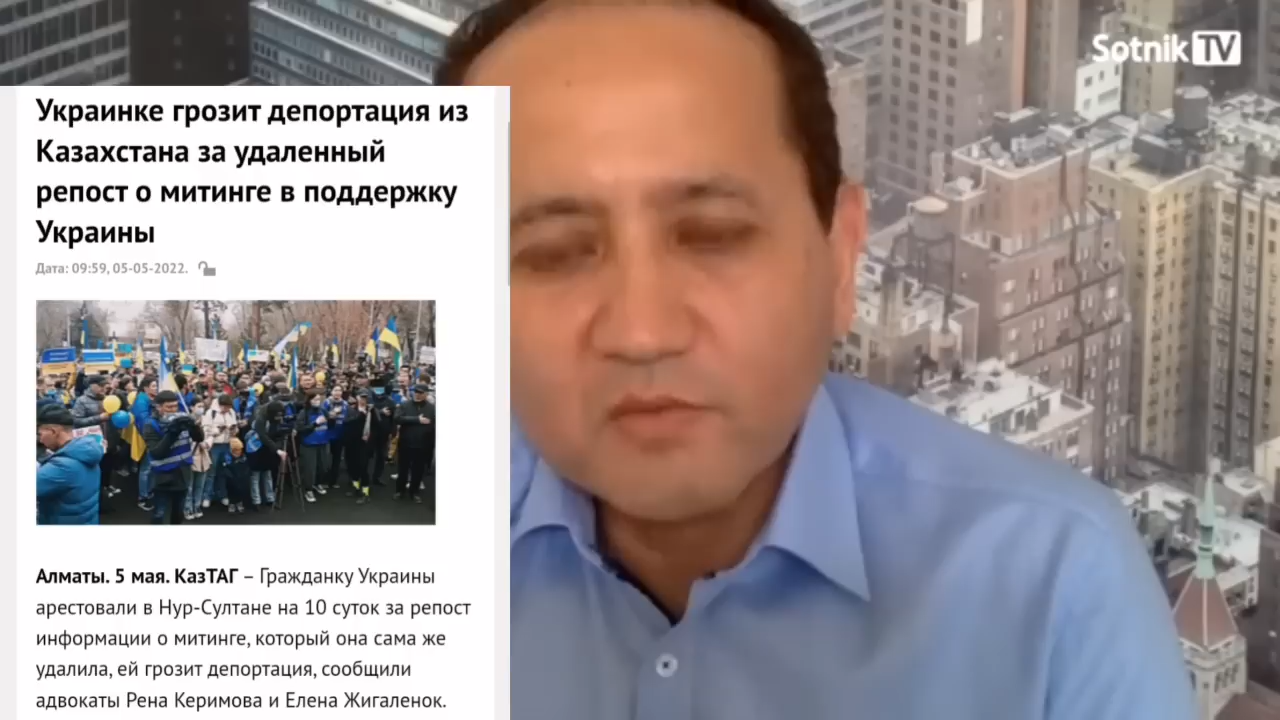 Sotnik TV
Украинке грозит депортация из
Казахстана за удаленный
репост о митинге в поддержку
Украины
Дата: 09:59, 05-05-2022.
Алматы. 5 мая. КазТАГ – Гражданку Украины
арестовали в Нур-Султане на 10 суток за репост
информации о митинге, который она сама же
удалила, ей грозит депортация, сообщили
адвокаты Рена Керимова и Елена Жигаленок.